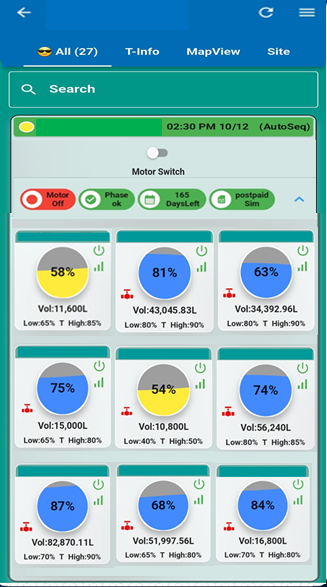 All (27) T-Info MapView Site
Search
02:30 PM 10/12 (AutoSeq)
Motor Switch
Motor Off
Phase ok
165 DaysLeft
postpaid Sim
58%
Vol:11,600L
Low:65% T High:85%
81%
Vol:43,045.83L
Low:80% T High:90%
63%
Vol:34,392.96L
Low:80% T High:90%
75%
Vol:15,000L
Low:65% T High:80%
54%
Vol:10,800L
Low:40% T High:50%
74%
Vol:56,240L
Low:80% T High:85%
87%
Vol:82,870.11L
Low:70% T High:90%
68%
Vol:51,997.56L
Low:65% T High:80%
84%
Vol:16,800L
Low:70% T High:80%